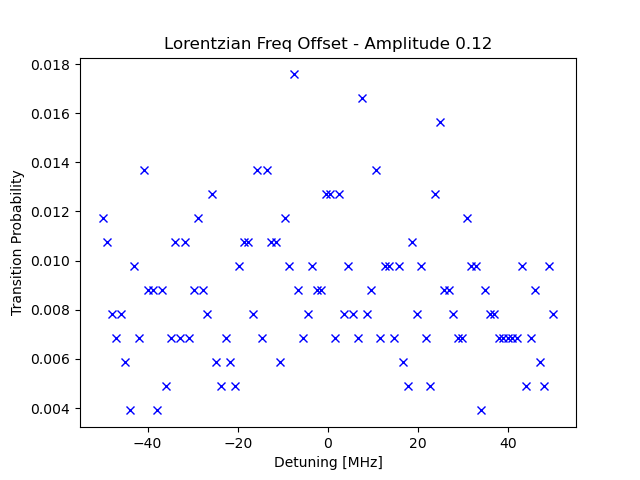 Lorentzian Freq Offset - Amplitude 0.12
Transition Probability
0.018
0.016
0.014
0.012
0.010
0.008
0.006
0.004
−40 −20 0 20 40
Detuning [MHz]